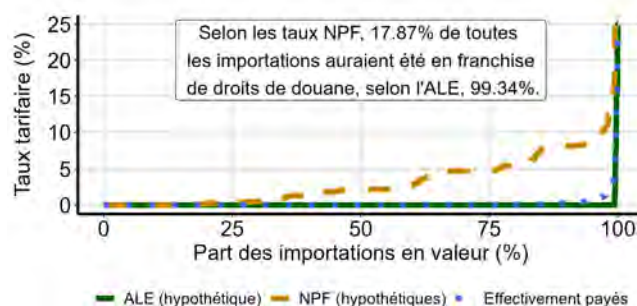 Taux tarifaire (%)
25
20
15
10
5
0
Selon les taux NPF, 17.87% de toutes
les importations auraient été en franchise
de droits de douane, selon l'ALE, 99.34%.
0 25 50 75 100
Part des importations en valeur (%)
ALE (hypothétique) NPF (hypothétiques) Effectivement payés